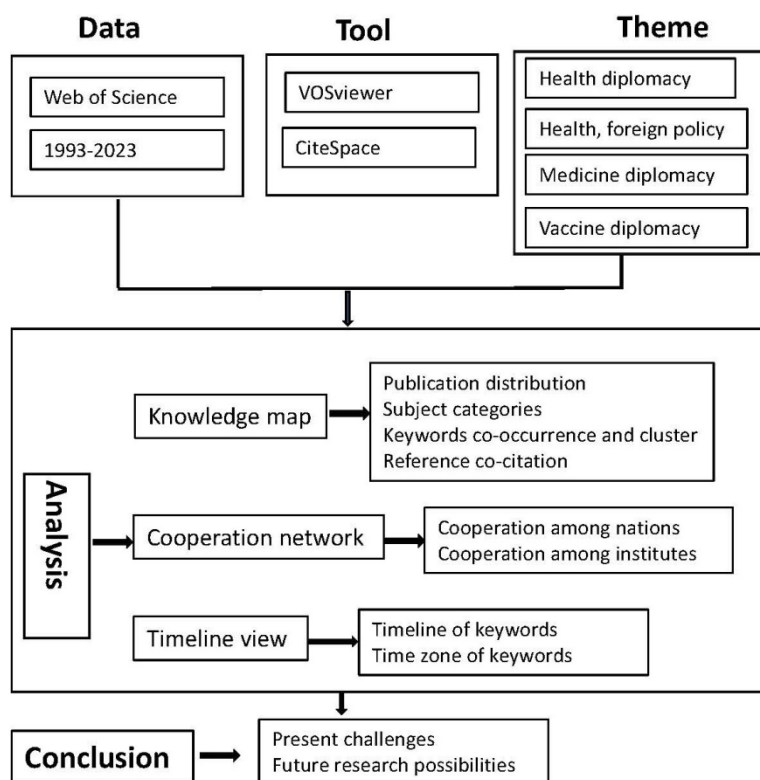 Data
Tool
Theme
Web of Science
1993-2023
VOSviewer
CiteSpace
Health diplomacy
Health, foreign policy
Medicine diplomacy
Vaccine diplomacy
Analysis
Knowledge map
Publication distribution
Subject categories
Keywords co-occurrence and cluster
Reference co-citation
Cooperation network
Cooperation among nations
Cooperation among institutes
Timeline view
Timeline of keywords
Time zone of keywords
Conclusion
Present challenges
Future research possibilities